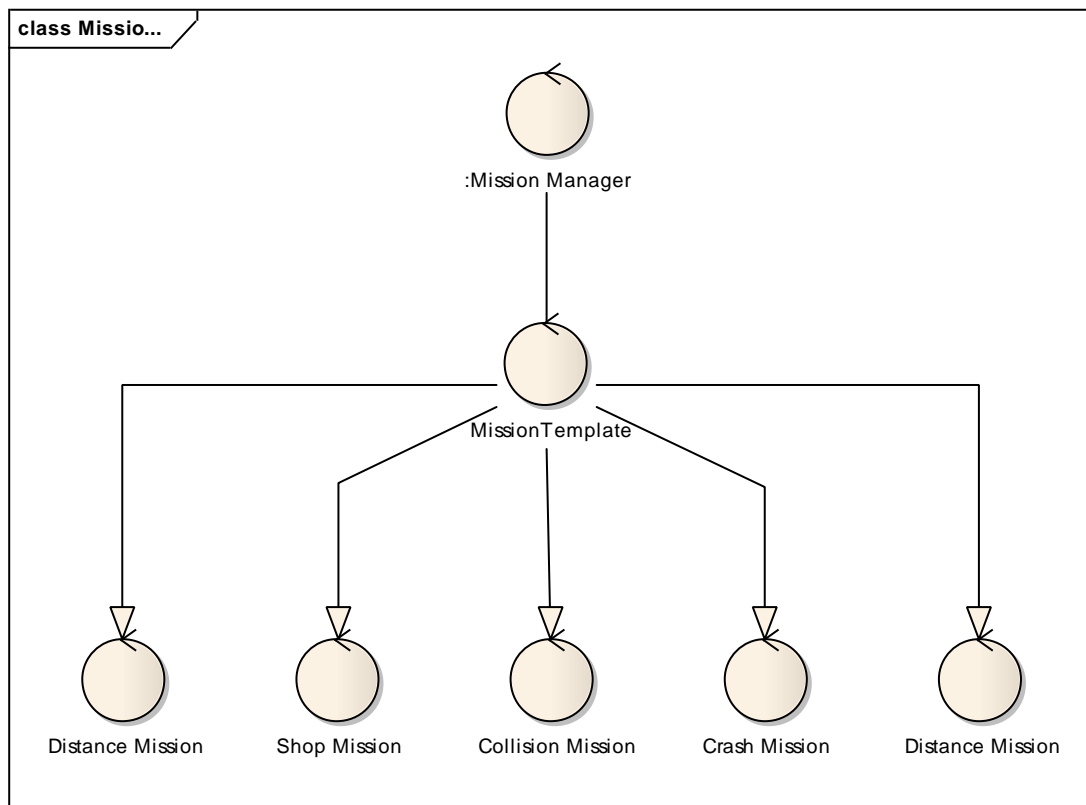 class Missio...
:Mission Manager
MissionTemplate
Distance Mission
Shop Mission
Collision Mission
Crash Mission
Distance Mission